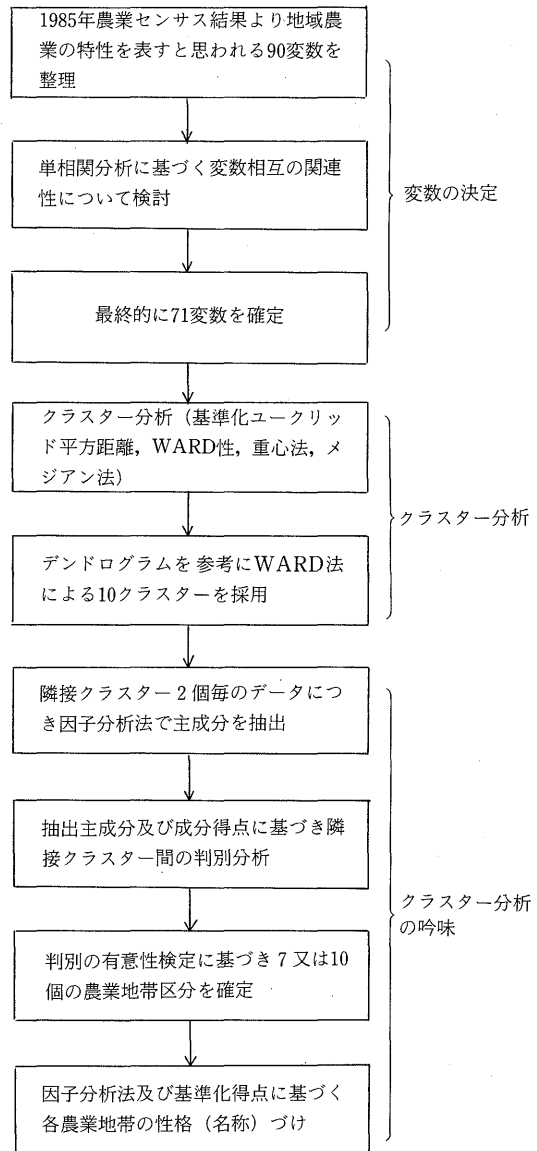 1985年農業センサス結果より地域農
業の特性を表すと思われる90変数を
整理
単相関分析に基づく変数相互の関連
性について検討
最終的に71変数を確定
変数の決定
クラスター分析（基準化ユークリッ
ド平方距離，WARD性，重心法，メ
ジアン法）
デンドログラムを参考にWARD法
による10クラスターを採用
クラスター分析
隣接クラスター２個毎のデータにつ
き因子分析法で主成分を抽出
抽出主成分及び成分得点に基づき隣
接クラスター間の判別分析
判別の有意性検定に基づき７又は10
個の農業地帯区分を確定
因子分析法及び基準化得点に基づく
各農業地帯の性格（名称）づけ
クラスター分析
の吟味